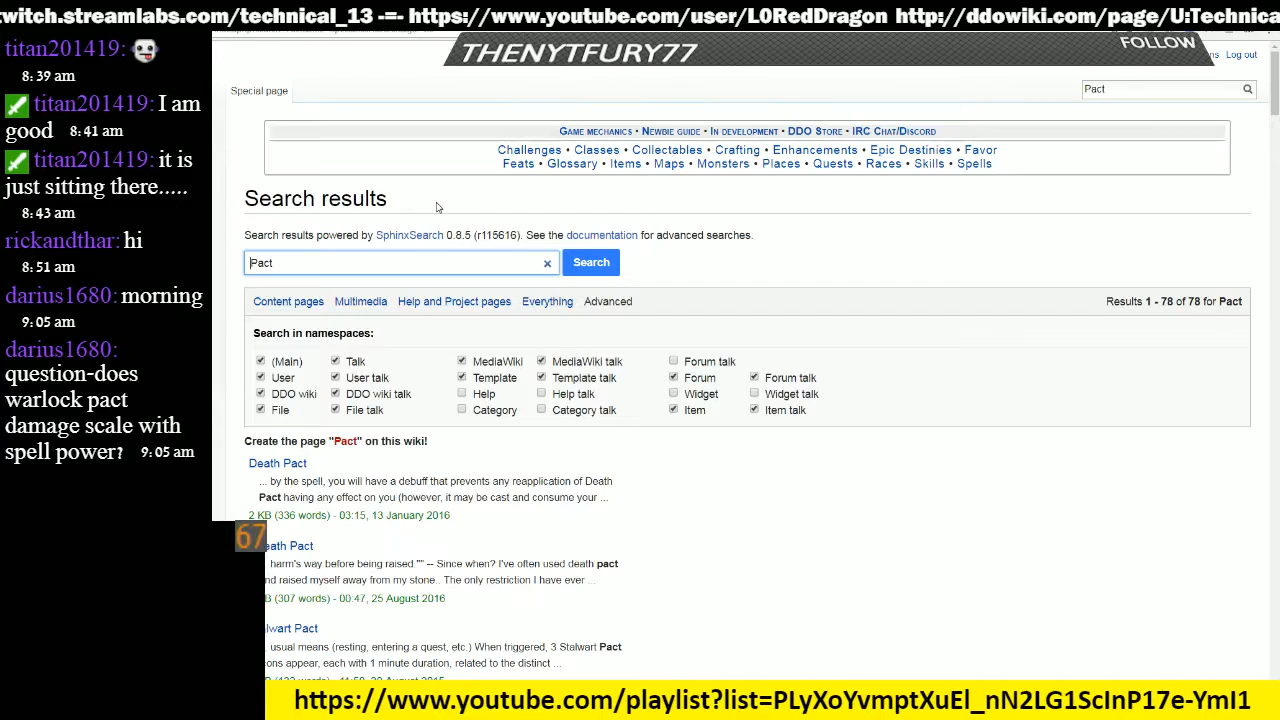 witch.streamlabs.com/technical_13 -=- https://www.youtube.com/user/L0RedDragon http://ddowiki.com/page/U:Technica
titan201419:
8:39 am
titan201419: I am
good 8:41 am
titan201419: it is
just sitting there.....
8:43 am
rickandthar: hi
8:51 am
darius1680: morning
9:05 am
darius1680:
question-does
warlock pact
damage scale with
spell power? 9:05 am
THENYTFURY77
FOLLOW
ns Log out
Special page
Pact
Game mechanics • Newbie guide • In development • DDO Store • IRC Chat/Discord
Challenges • Classes • Collectables • Crafting • Enhancements • Epic Destinies • Favor
Feats • Glossary • Items • Maps • Monsters • Places • Quests • Races • Skills • Spells
Search results
Search results powered by SphinxSearch 0.8.5 (r115616). See the documentation for advanced searches.
Pact × Search
Content pages Multimedia Help and Project pages Everything Advanced Results 1 - 78 of 78 for Pact
Search in namespaces:
(Main) Talk MediaWiki MediaWiki talk Forum talk
User User talk Template Template talk Forum Forum talk
DDO wiki DDO wiki talk Help Help talk Widget Widget talk
File File talk Category Category talk Item Item talk
Create the page "Pact" on this wiki!
Death Pact
... by the spell, you will have a debuff that prevents any reapplication of Death
Pact having any effect on you (however, it may be cast and consume your ...
2 KB (336 words) - 03:15, 13 January 2016
67
eath Pact
harm's way before being raised "" -- Since when? I've often used death pact
nd raised myself away from my stone.. The only restriction I have ever ...
B (307 words) - 00:47, 25 August 2016
lwart Pact
, usual means (resting, entering a quest, etc.) When triggered, 3 Stalwart Pact
ons appear, each with 1 minute duration, related to the distinct ...
https://www.youtube.com/playlist?list=PLyXoYvmptXuEl_nN2LG1ScInP17e-YmI1